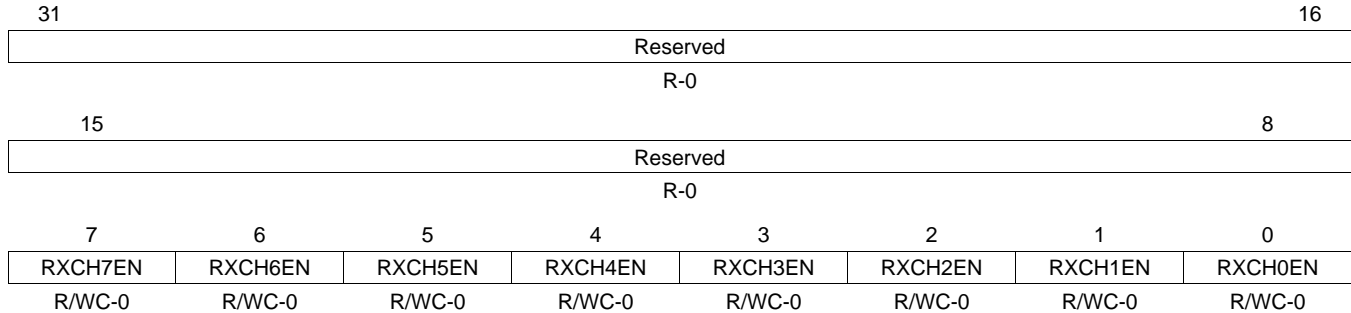 31 16
Reserved
R-0
15 8
Reserved
R-0
7 6 5 4 3 2 1 0
RXCH7EN RXCH6EN RXCH5EN RXCH4EN RXCH3EN RXCH2EN RXCH1EN RXCH0EN
R/WC-0 R/WC-0 R/WC-0 R/WC-0 R/WC-0 R/WC-0 R/WC-0 R/WC-0